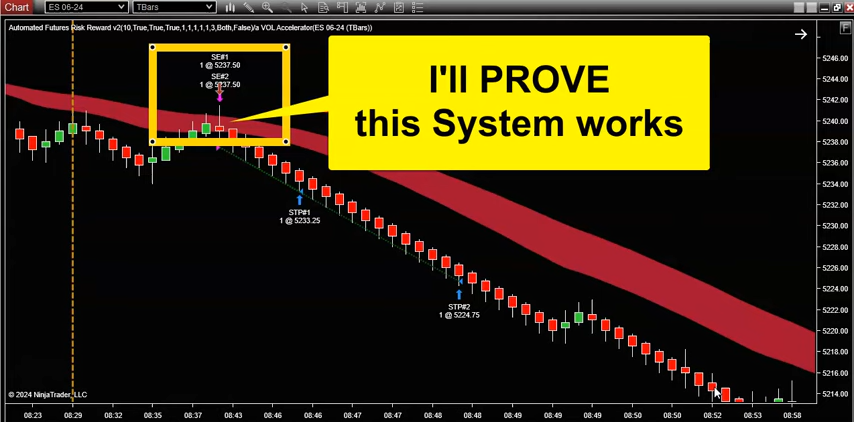 Chart ES 06-24 TBars
Automated Futures Risk Reward v2(10,True,True,True,1,1,1,1,1,3,Both,False)/a VOL Accelerator(ES 06-24 (TBars))
F
I'll PROVE
this System works
SE#1
1 @ 5237.50
SE#2
1 @ 5237.50
STP#1
1 @ 5233.25
STP#2
1 @ 5224.75
5246.00
5244.00
5242.00
5240.00
5238.00
5236.00
5234.00
5232.00
5230.00
5228.00
5226.00
5224.00
5222.00
5220.00
5218.00
5216.00
5214.00
© 2024 NinjaTrader, LLC
08:23 08:29 08:32 08:35 08:37 08:43 08:46 08:46 08:47 08:47 08:48 08:48 08:49 08:49 08:49 08:50 08:52 08:53 08:58